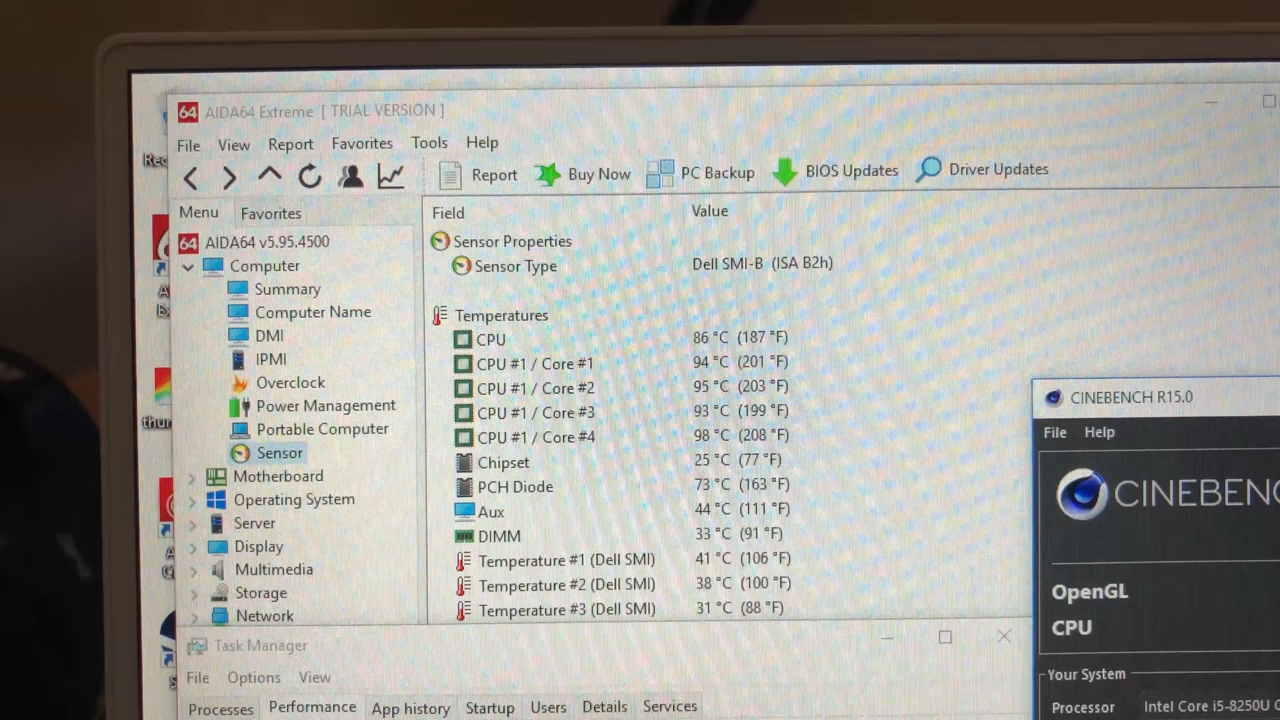 64 AIDA64 Extreme [ TRIAL VERSION ]
File View Report Favorites Tools Help
Report Buy Now PC Backup BIOS Updates Driver Updates
Menu Favorites
64 AIDA64 v5.95.4500
Computer
Summary
Computer Name
DMI
IPMI
Overclock
Power Management
Portable Computer
Sensor
Motherboard
Operating System
Server
Display
Multimedia
Storage
Network
Field Value
Sensor Properties
Sensor Type Dell SMI-B (ISA B2h)
Temperatures
CPU 86 °C (187 °F)
CPU #1 / Core #1 94 °C (201 °F)
CPU #1 / Core #2 95 °C (203 °F)
CPU #1 / Core #3 93 °C (199 °F)
CPU #1 / Core #4 98 °C (208 °F)
Chipset 25 °C (77 °F)
PCH Diode 73 °C (163 °F)
Aux 44 °C (111 °F)
DIMM 33 °C (91 °F)
Temperature #1 (Dell SMI) 41 °C (106 °F)
Temperature #2 (Dell SMI) 38 °C (100 °F)
Temperature #3 (Dell SMI) 31 °C (88 °F)
Rec
thur
Task Manager
File Options View
Processes Performance App history Startup Users Details Services
CINEBENCH R15.0
File Help
CINEBENC
OpenGL
CPU
Your System
Processor Intel Core i5-8250U C